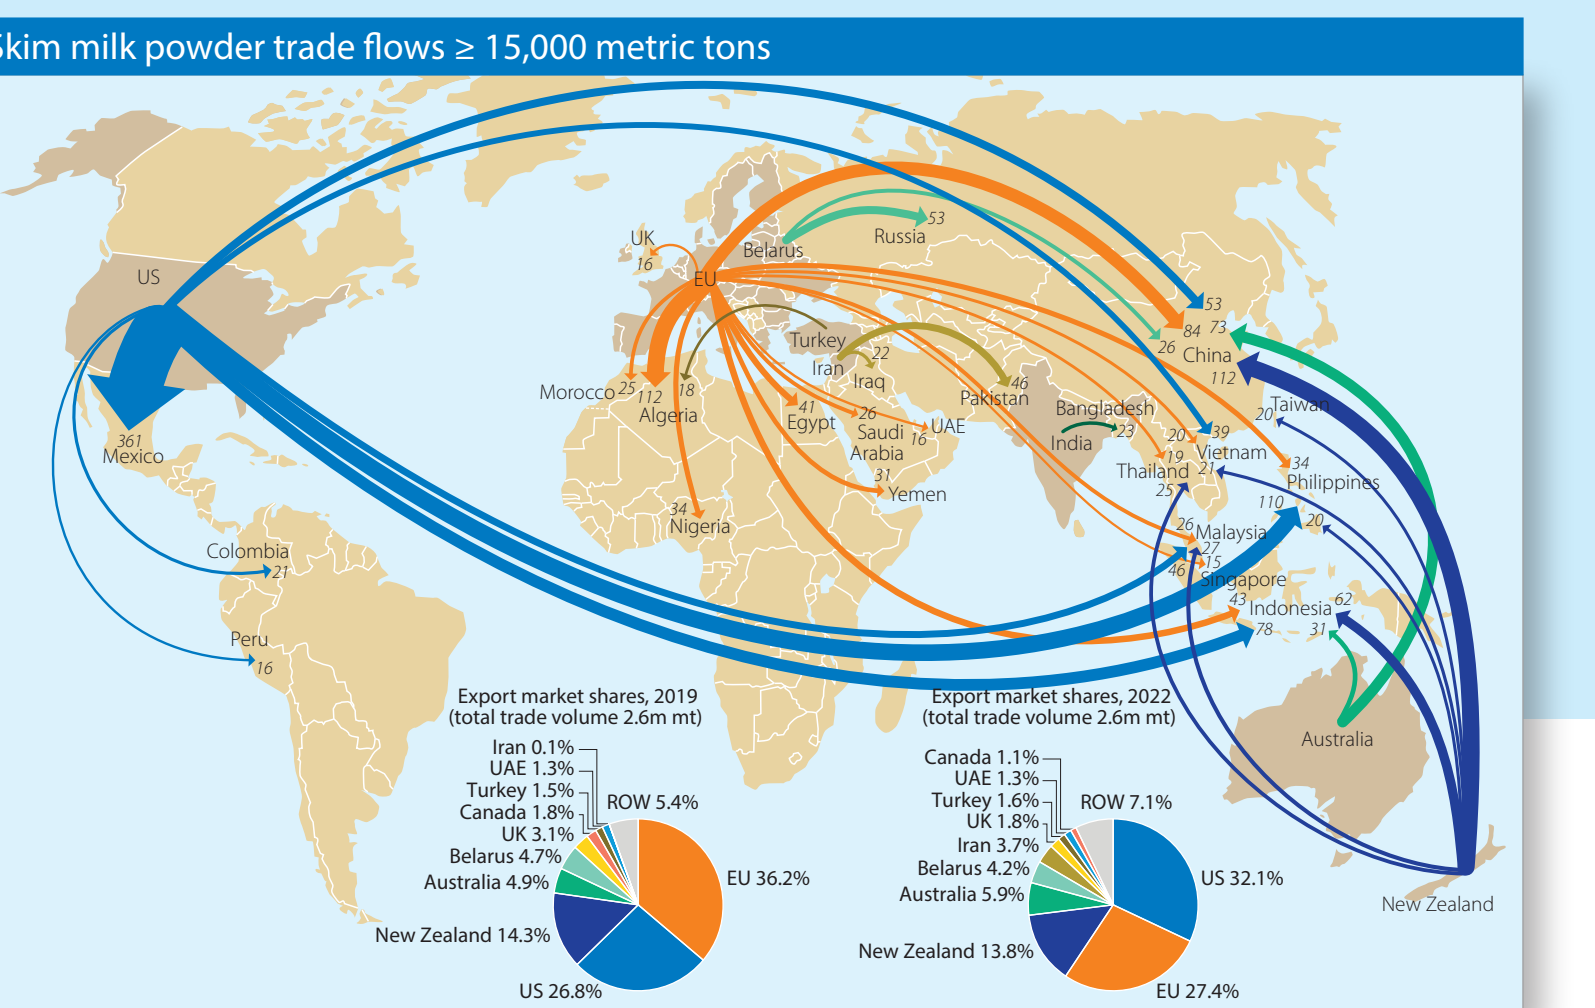 Skim milk powder trade flows ≥ 15,000 metric tons
US
UK
16
EU
Belarus
Russia
53
53
84
73
26
China
112
Turkey
Iran
22
Iraq
46
Pakistan
Morocco
25
112
18
Algeria
41
Egypt
26
Saudi
Arabia
16
UAE
31
Yemen
34
Nigeria
Bangladesh
23
India
Taiwan
20
20
39
Vietnam
19
21
Thailand
25
34
Philippines
110
20
26
Malaysia
27
46
15
Singapore
43
Indonesia
62
78
31
361
Mexico
Colombia
21
Peru
16
Australia
New Zealand
Export market shares, 2019
(total trade volume 2.6m mt)
Iran 0.1%
UAE 1.3%
Turkey 1.5%
Canada 1.8%
UK 3.1%
Belarus 4.7%
Australia 4.9%
New Zealand 14.3%
US 26.8%
EU 36.2%
ROW 5.4%
Export market shares, 2022
(total trade volume 2.6m mt)
Canada 1.1%
UAE 1.3%
Turkey 1.6%
UK 1.8%
Iran 3.7%
Belarus 4.2%
Australia 5.9%
New Zealand 13.8%
EU 27.4%
US 32.1%
ROW 7.1%